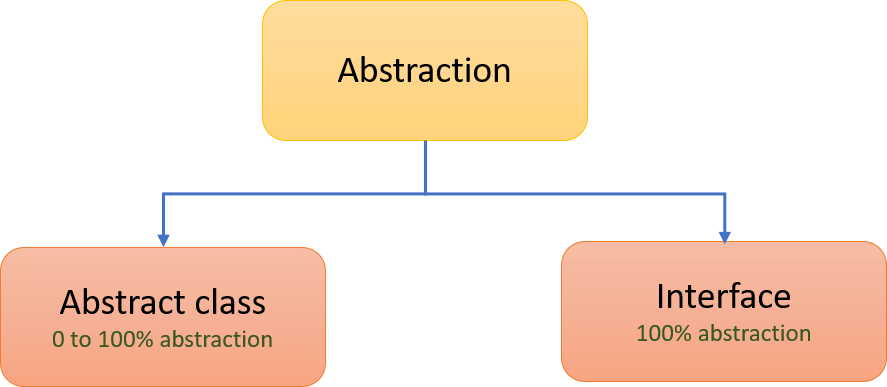 Abstraction
Abstract class
0 to 100% abstraction
Interface
100% abstraction